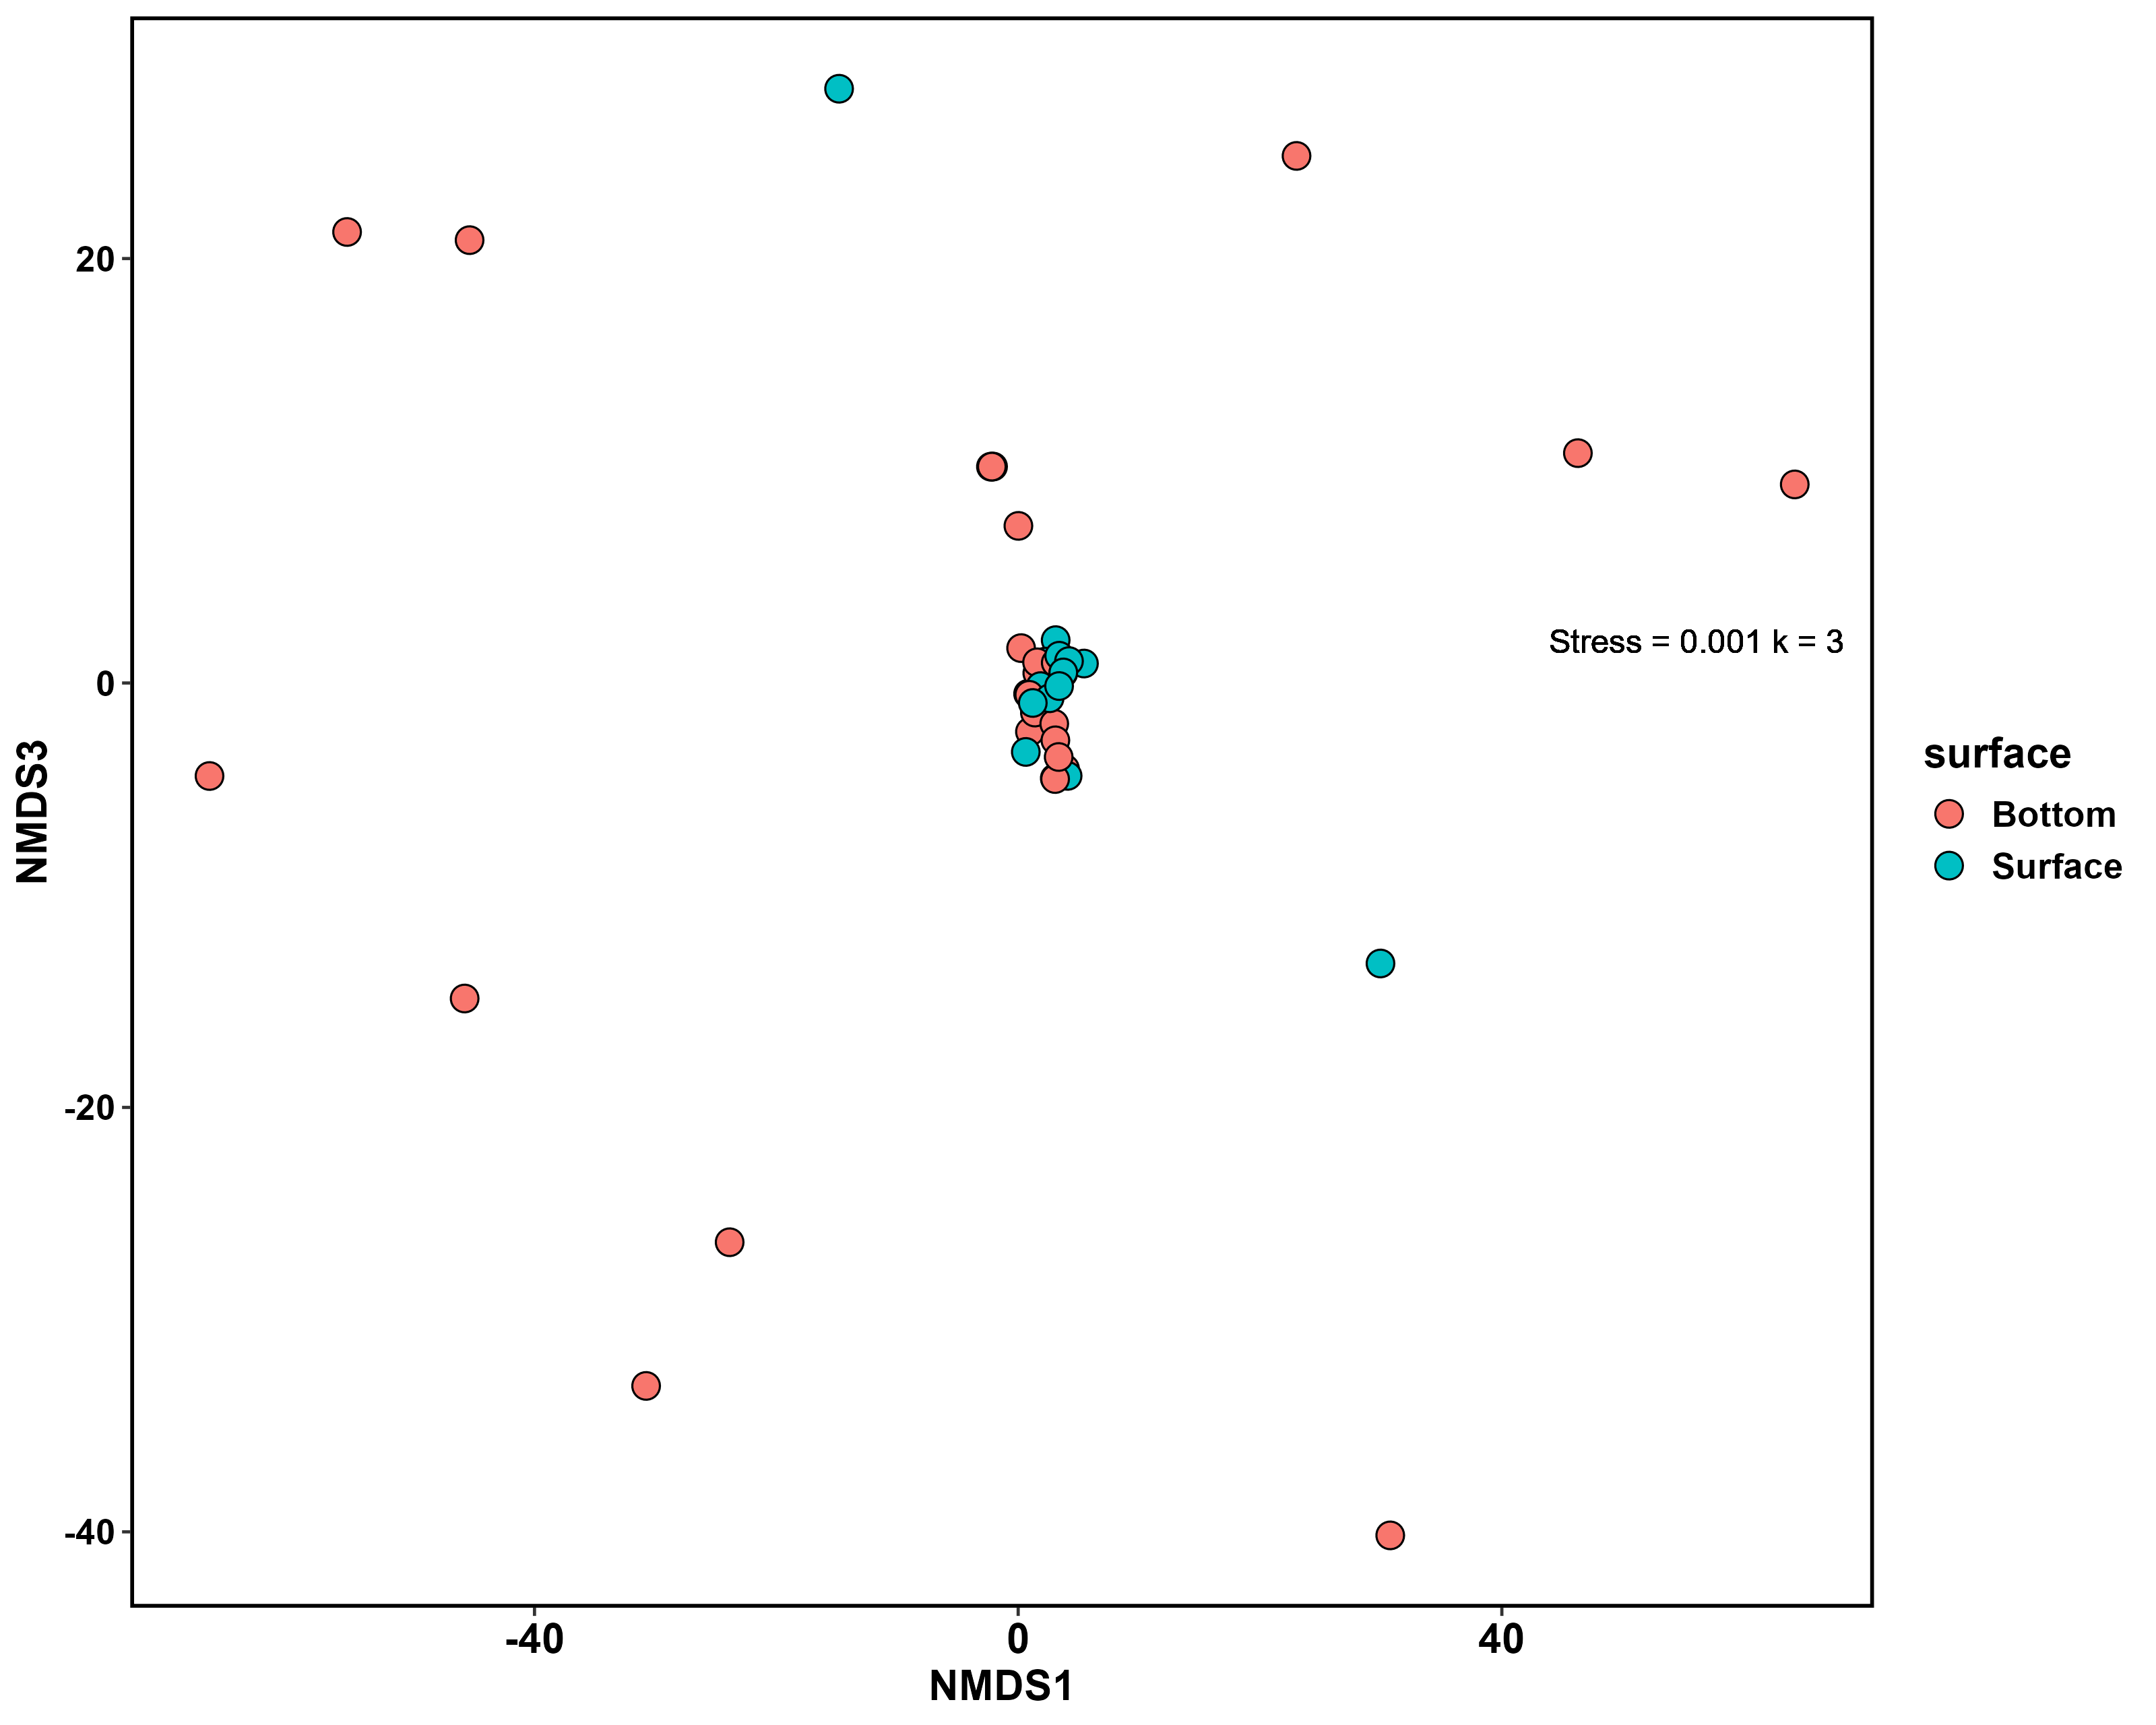 20
0
-20
-40
NMDS3
Stress = 0.001 k = 3
surface
Bottom
Surface
-40
0
40
NMDS1